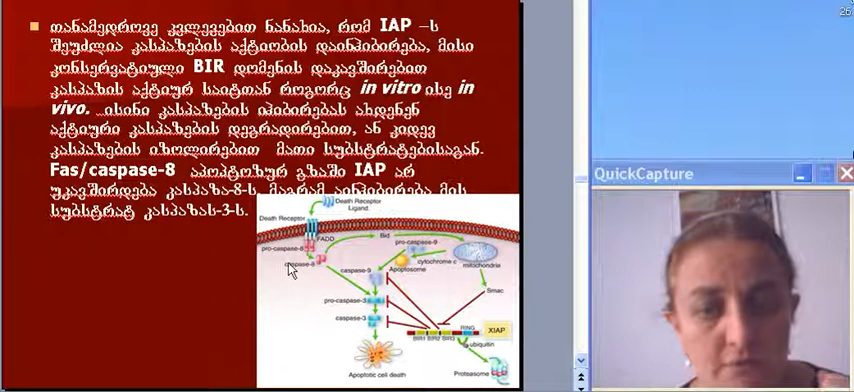 თანამედროვე კვლევებით ნანახია, რომ IAP –ს
შეუძლია კასპაზების აქტიობის დაინჰიბირება, მისი
კონსერვატიული BIR დომენის დაკავშირებით
კასპაზის აქტიურ საიტთან როგორც in vitro ისე in
vivo. ისინი კასპაზების იჰიბირებას ახდენენ
აქტიური კასპაზების დეგრადირებით, ან კიდევ
კასპაზების იზოლირებით მათი სუბსტრატებისაგან.
Fas/caspase-8 აპოპტოზურ გზაში IAP არ
უკავშირდება კასპაზა-8-ს, მაგრამ აინჰიბირება მის
სუბსტრატ კასპაზას-3-ს.
Death Receptor
Ligand.
Death Receptor
FADD
Bid
pro-caspase-8
pro-caspase-9
caspase-8
cytochrome c
mitochondria
caspase-9
Apoptosome
Smac
pro-caspase-3
caspase-3
RING
XIAP
BIR1 BIR2 BIR3
ubiquitin
Apoptotic cell death
Proteasome
QuickCapture
26